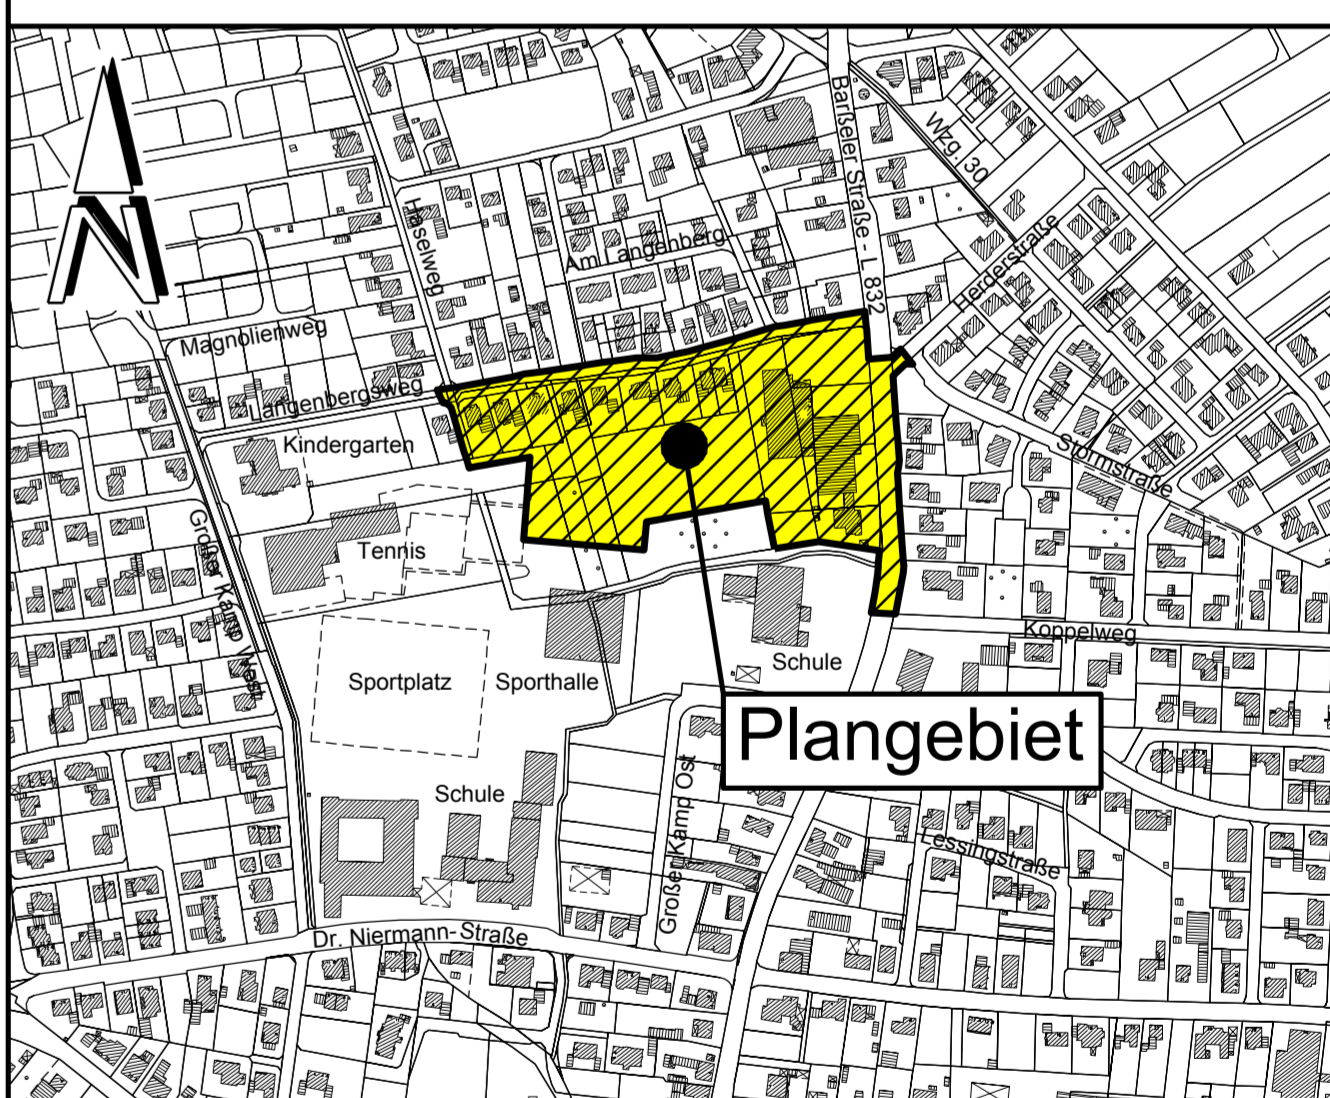 N
Barßeler Straße - L 832
Wzg. 30
Haselweg
Am Langenberg
Herderstraße
Magnolienweg
Langenbergsweg
Kindergarten
Stormstraße
Großer Kamp West
Tennis
Koppelweg
Schule
Sportplatz
Sporthalle
Plangebiet
Schule
Großer Kamp Ost
Lessingstraße
Dr. Niermann-Straße